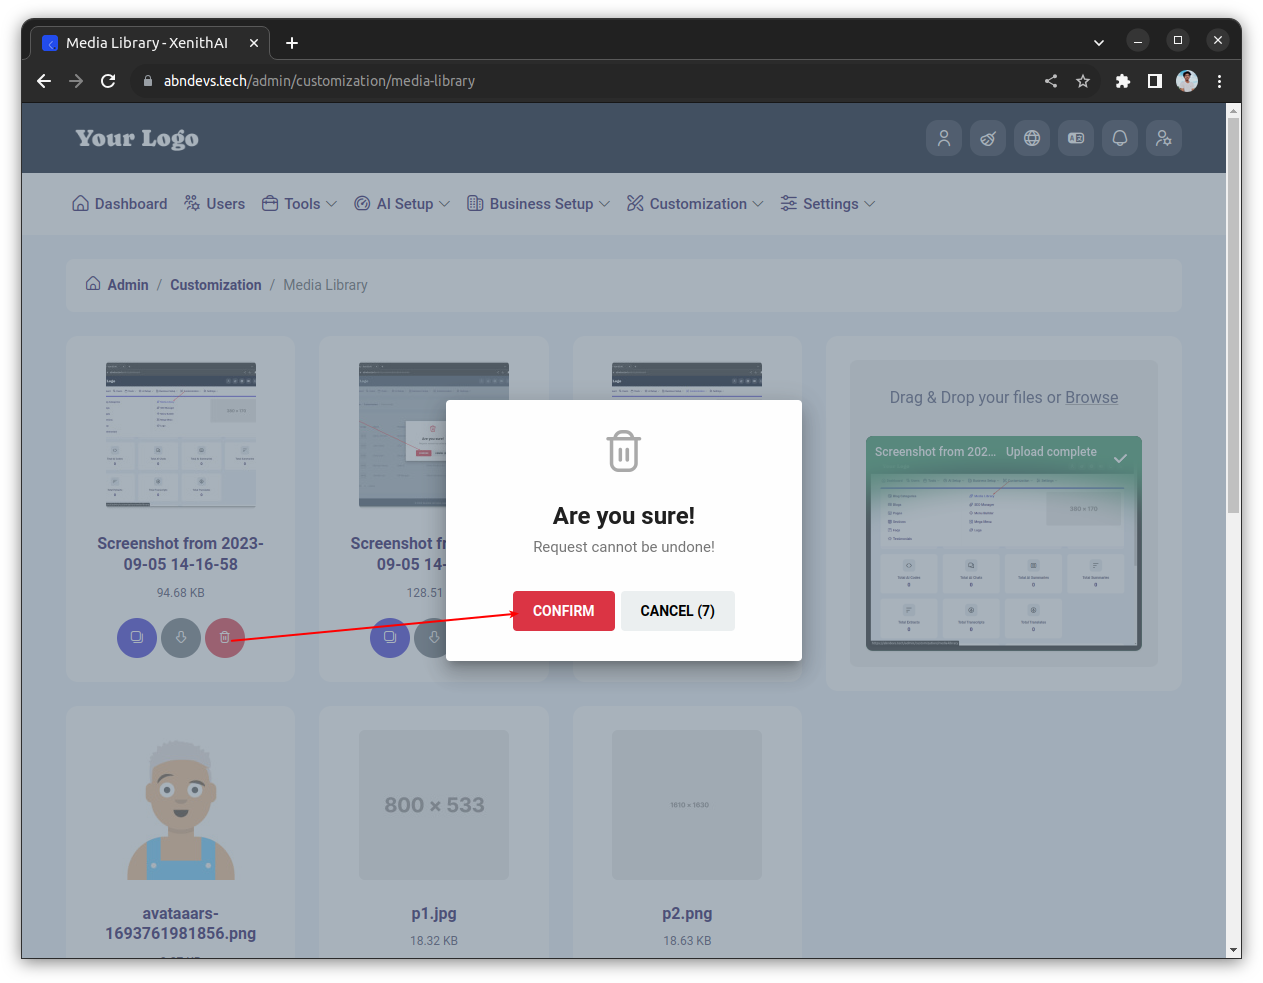 Media Library - XenithAI
abndevs.tech/admin/customization/media-library
Your Logo
Dashboard Users Tools AI Setup Business Setup Customization Settings
Admin / Customization / Media Library
Screenshot from 2023-
09-05 14-16-58
94.68 KB
Screenshot fr
09-05 14-
128.51
Are you sure!
Request cannot be undone!
CONFIRM
CANCEL (7)
Drag & Drop your files or Browse
Screenshot from 202... Upload complete
avataaars-
1693761981856.png
800 × 533
p1.jpg
18.32 KB
1810 × 1630
p2.png
18.63 KB